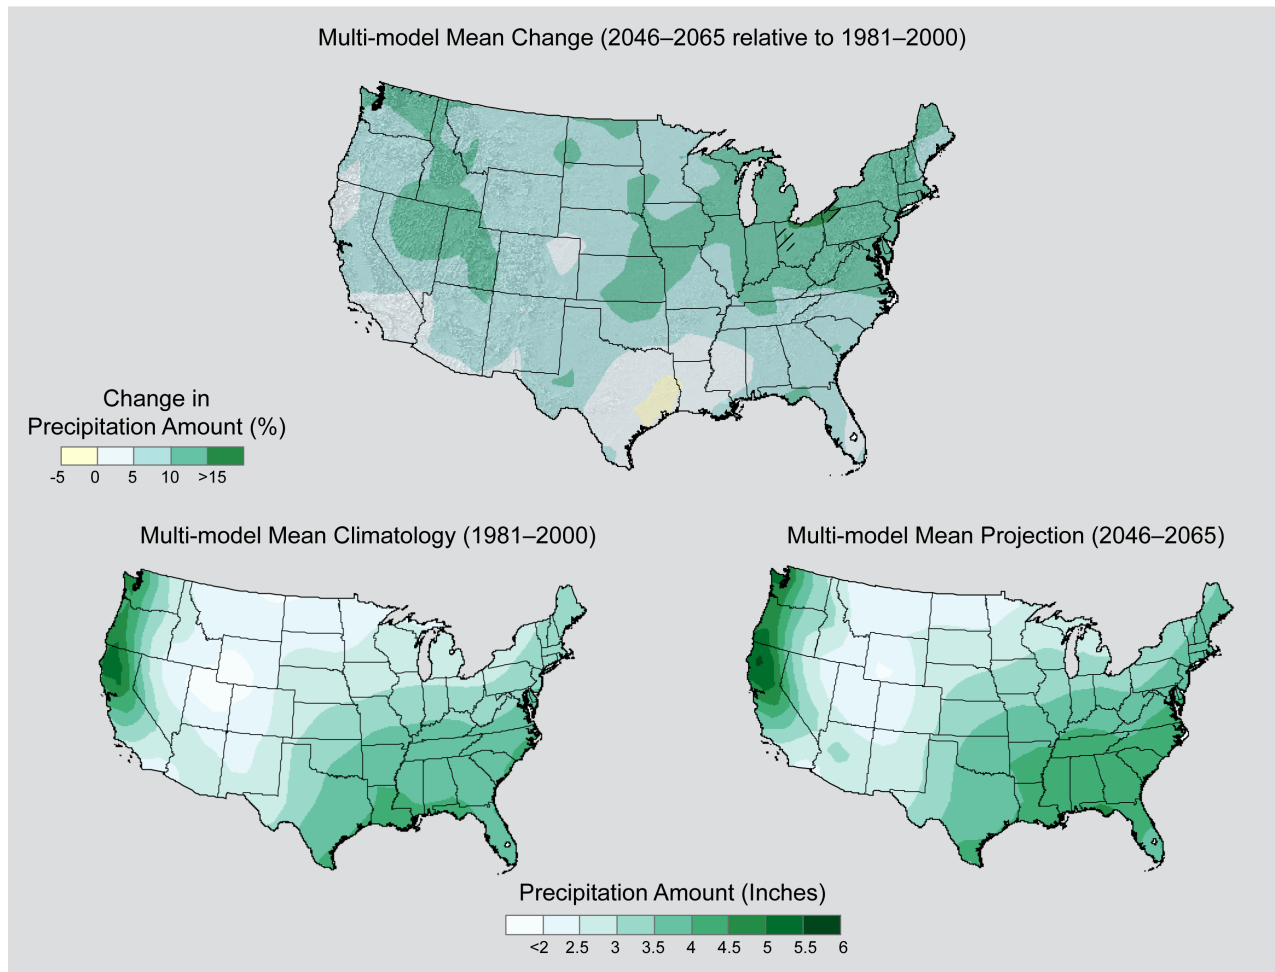 Multi-model Mean Change (2046–2065 relative to 1981–2000)
Change in
Precipitation Amount (%)
-5 0 5 10 >15
Multi-model Mean Climatology (1981–2000)
Multi-model Mean Projection (2046–2065)
Precipitation Amount (Inches)
<2 2.5 3 3.5 4 4.5 5 5.5 6